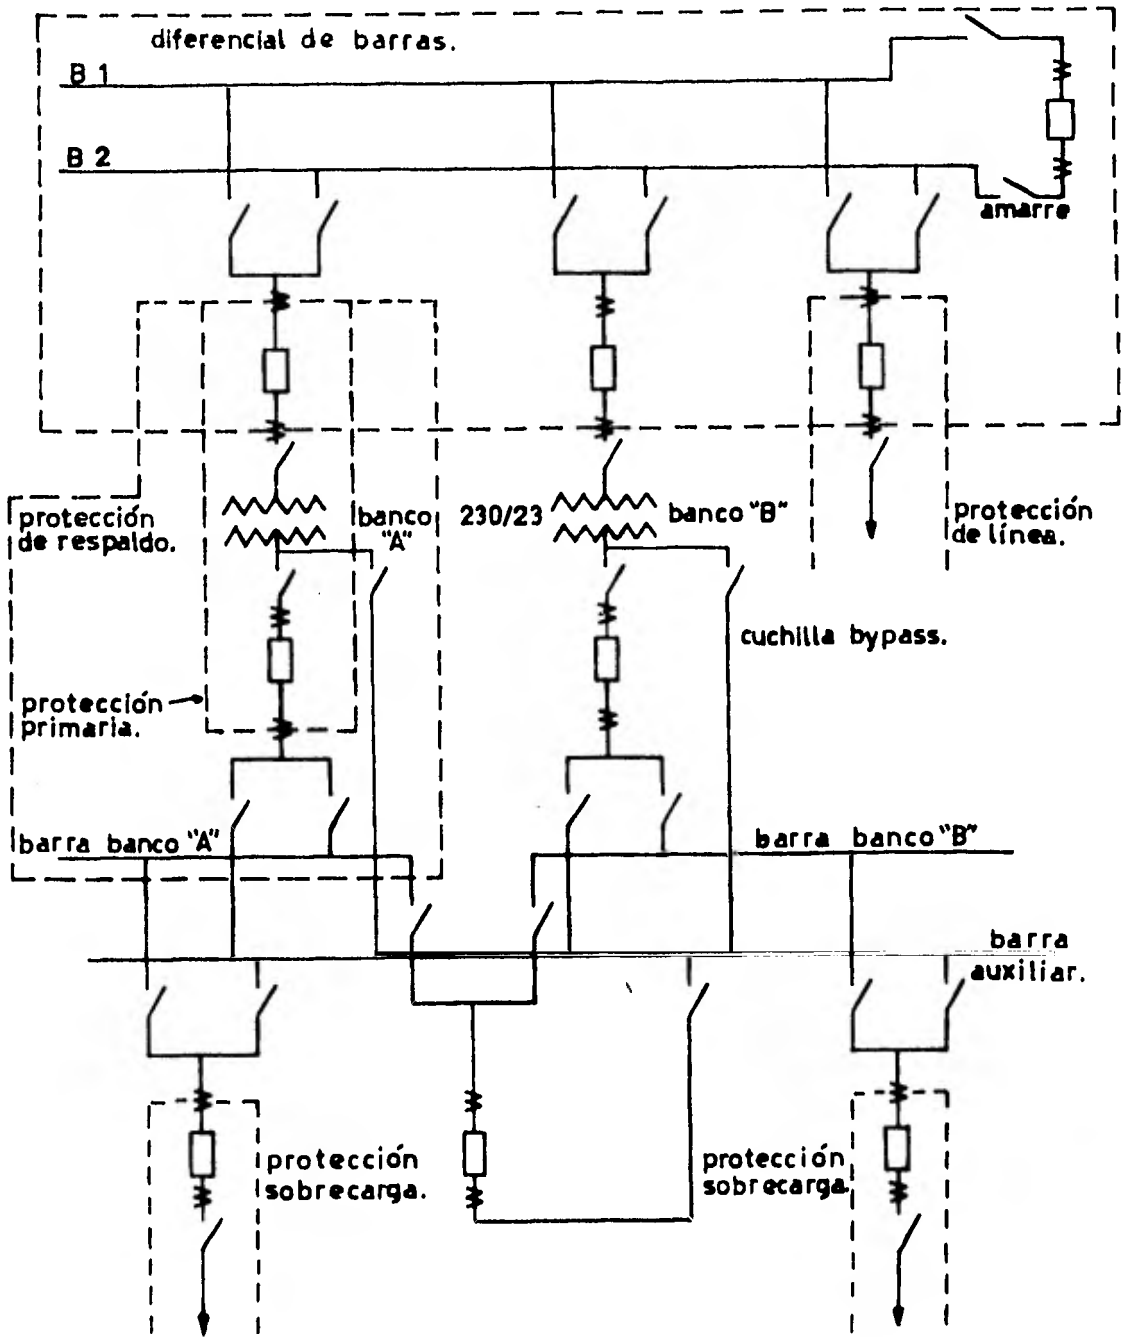 diferencial de barras.
B 1
B 2
amarre
protección
de respaldo.
banco
"A"
230/23
banco "B"
protección
de línea.
cuchilla bypass.
protección
primaria.
barra banco "A"
barra banco "B"
barra
auxiliar.
protección
sobrecarga.
protección
sobrecarga.